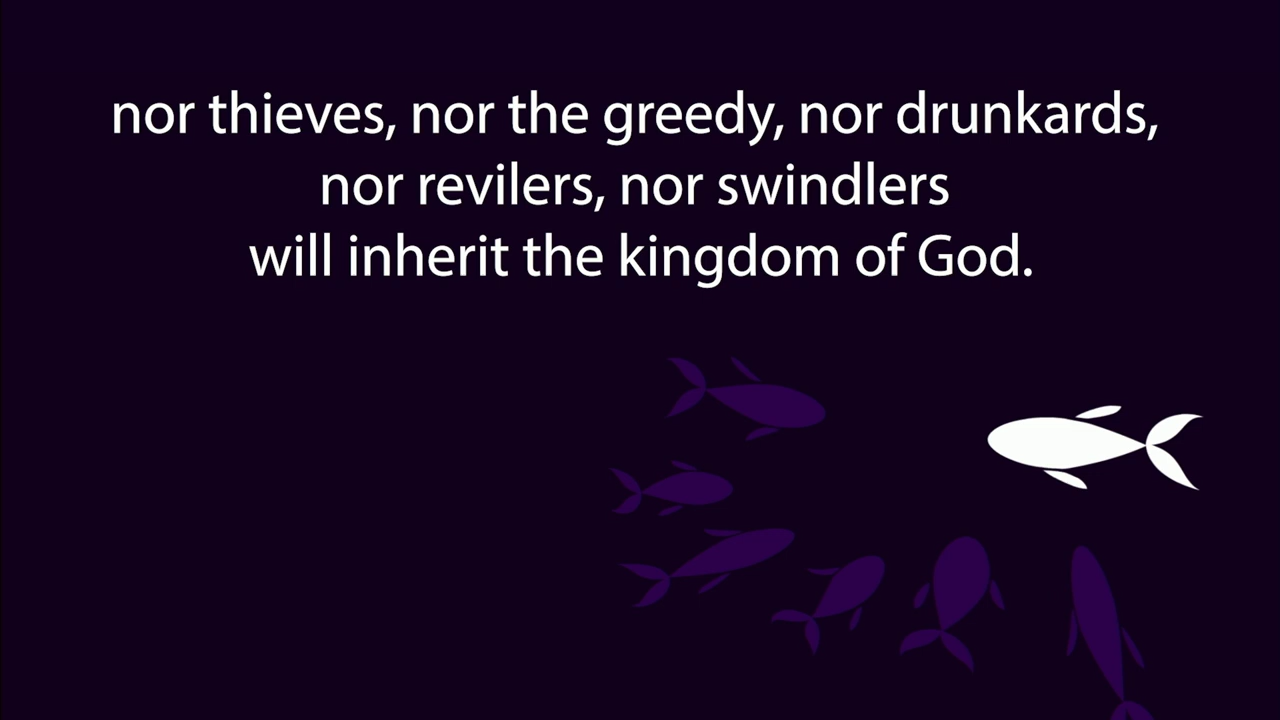 nor thieves, nor the greedy, nor drunkards,
nor revilers, nor swindlers
will inherit the kingdom of God.